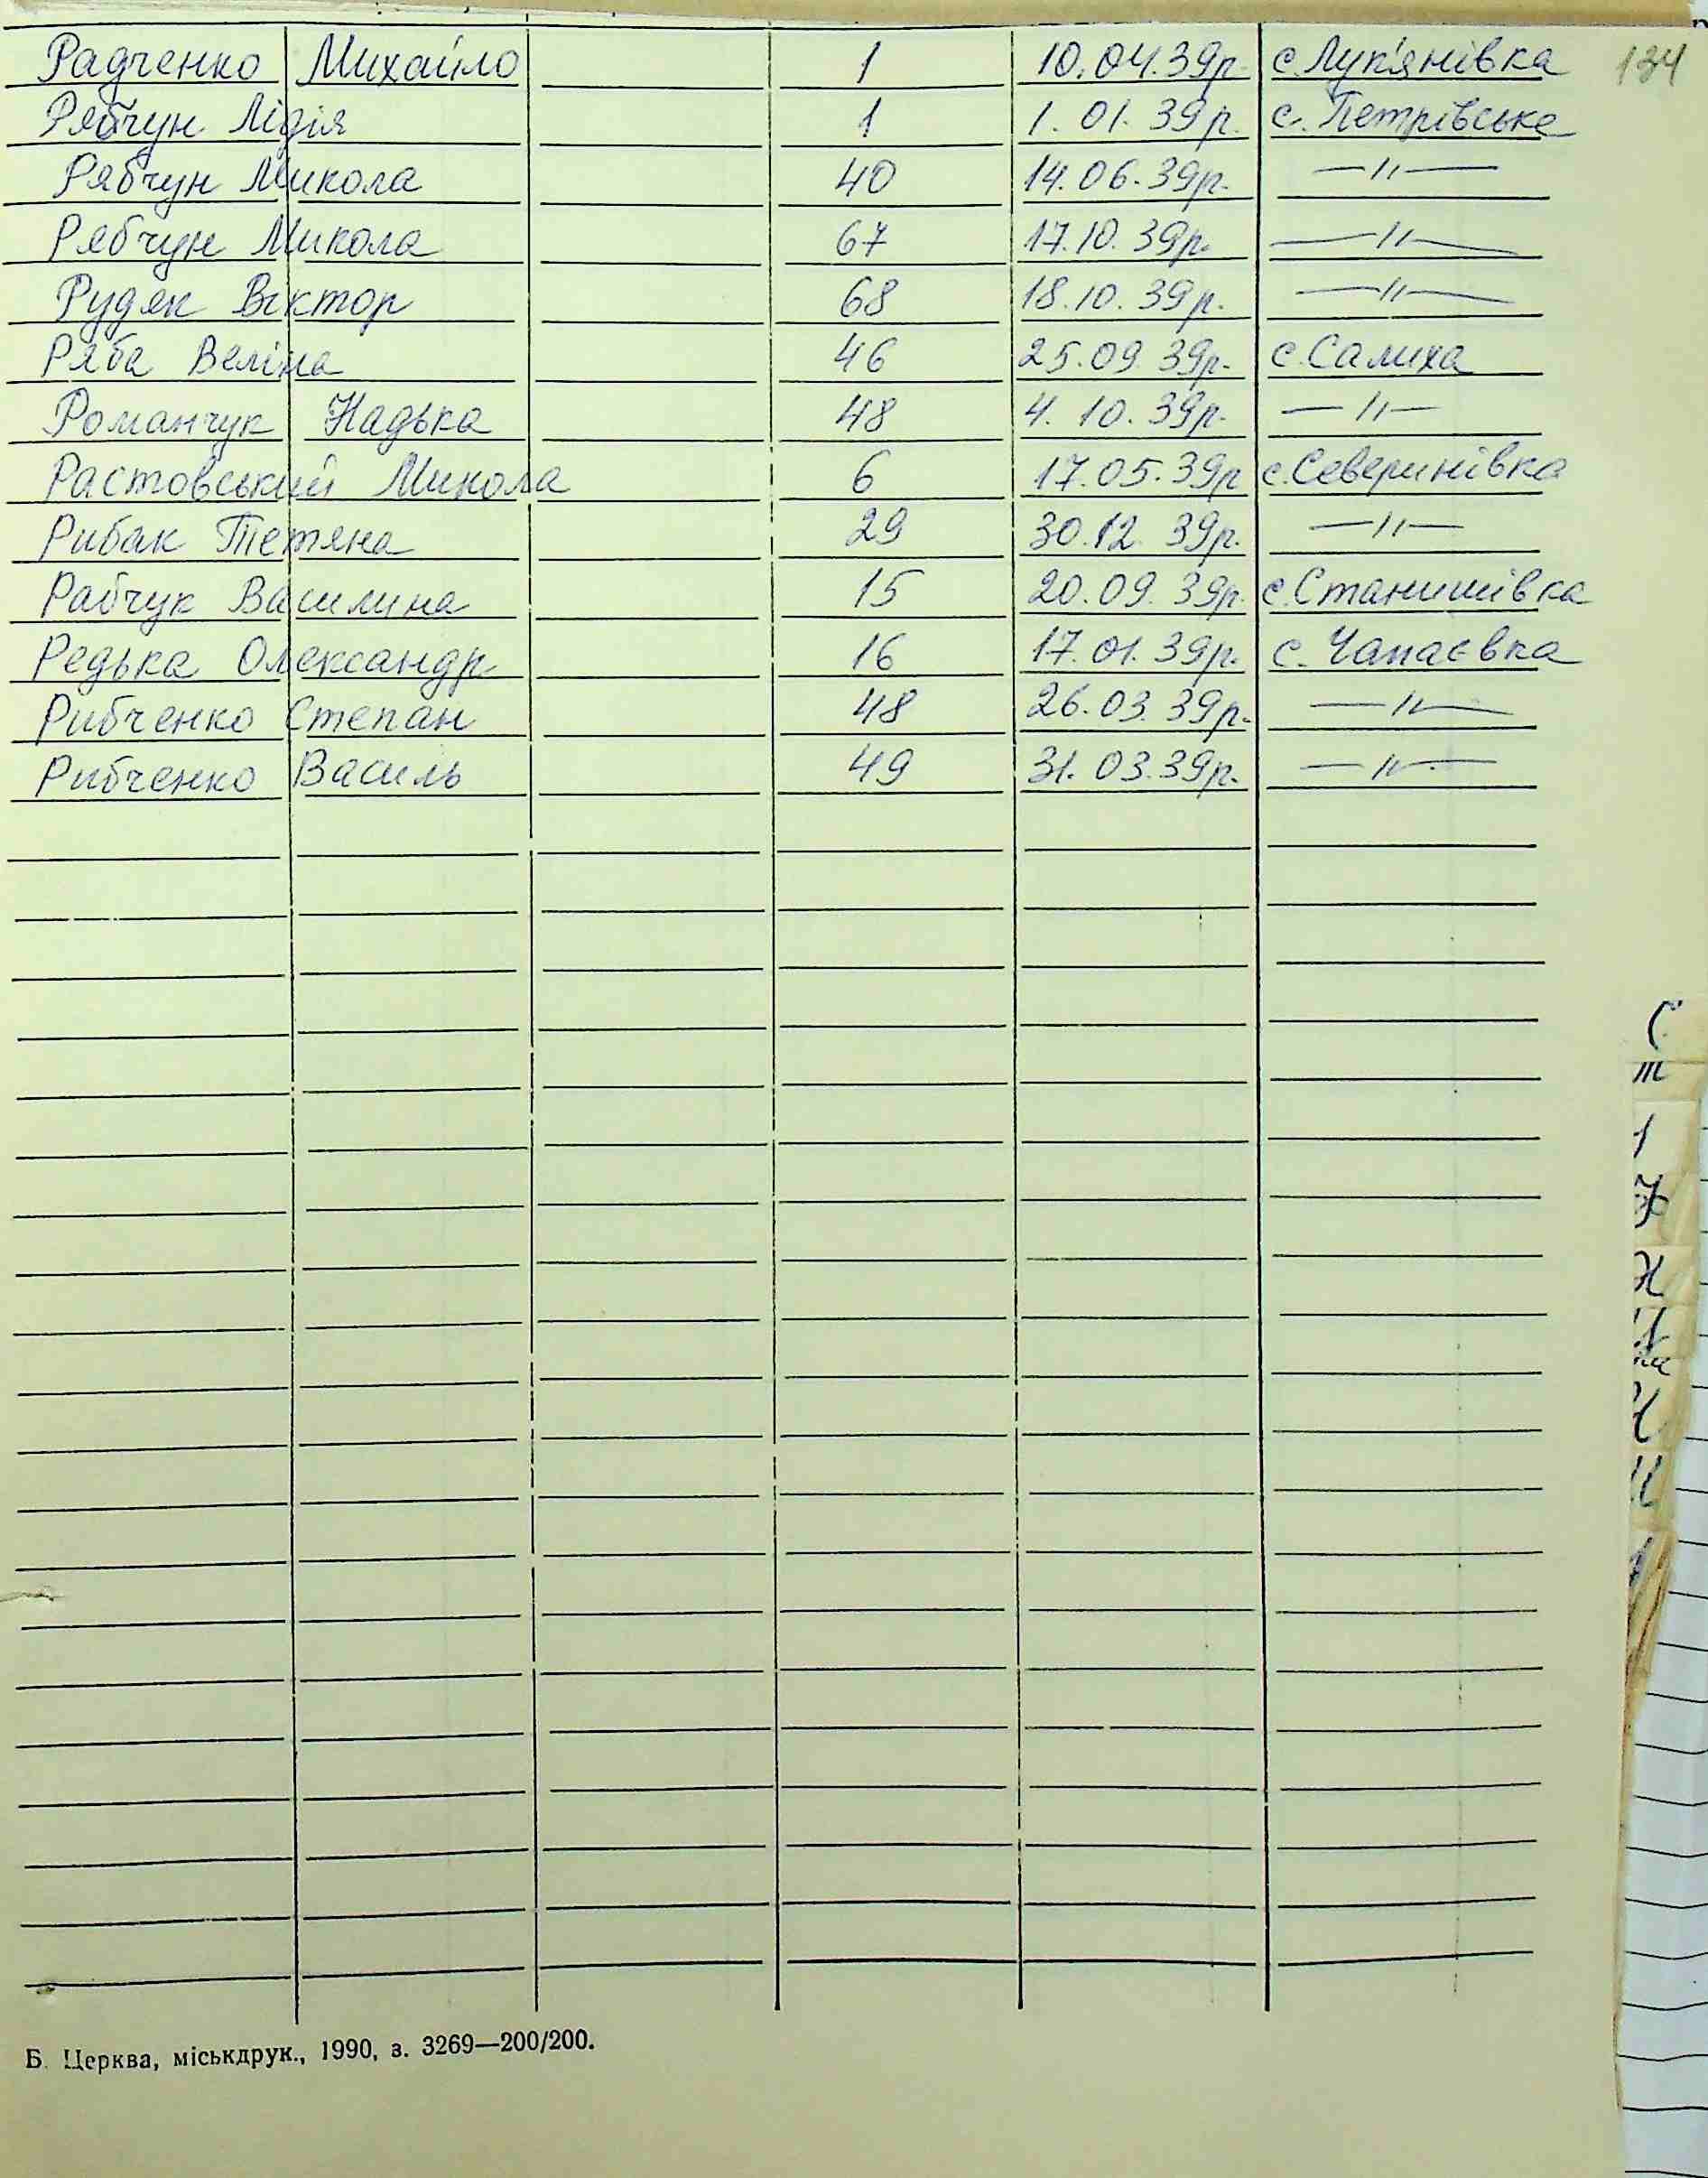 Радченко Михайло 1 10.04.39р. с.Лук'янівка 134
Рябчун Лідія 1 1.01.39р. с.Петрівське
Рябчун Микола 40 14.06.39р. —"—
Рябчун Микола 67 17.10.39р. —"—
Рудяк Віктор 68 18.10.39р. —"—
Ряба Веліна 46 25.09.39р. с.Салиха
Романчук Надька 48 4.10.39р. —"—
Растовський Микола 6 17.05.39р с.Северинівка
Рибак Тетяна 29 30.12.39р. —"—
Рабчук Василина 15 20.09.39р. с.Станишівка
Редька Олександр 16 17.01.39р. с.Чапаєвка
Рибченко Степан 48 26.03.39р. —"—
Рибченко Василь 49 31.03.39р. —"—
Б. Церква, міськдрук., 1990, з. 3269—200/200.